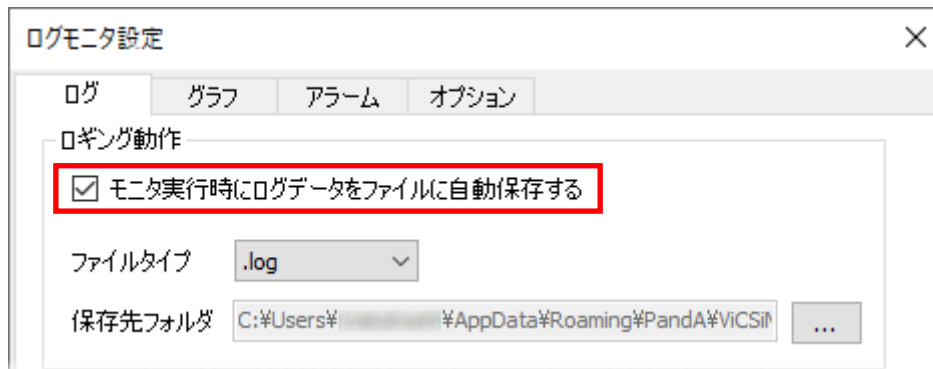 ログモニタ設定
ログ グラフ アラーム オプション
ロギング動作
モニタ実行時にログデータをファイルに自動保存する
ファイルタイプ .log
保存先フォルダ C:¥Users¥ ¥AppData¥Roaming¥PandA¥ViCSiN ...